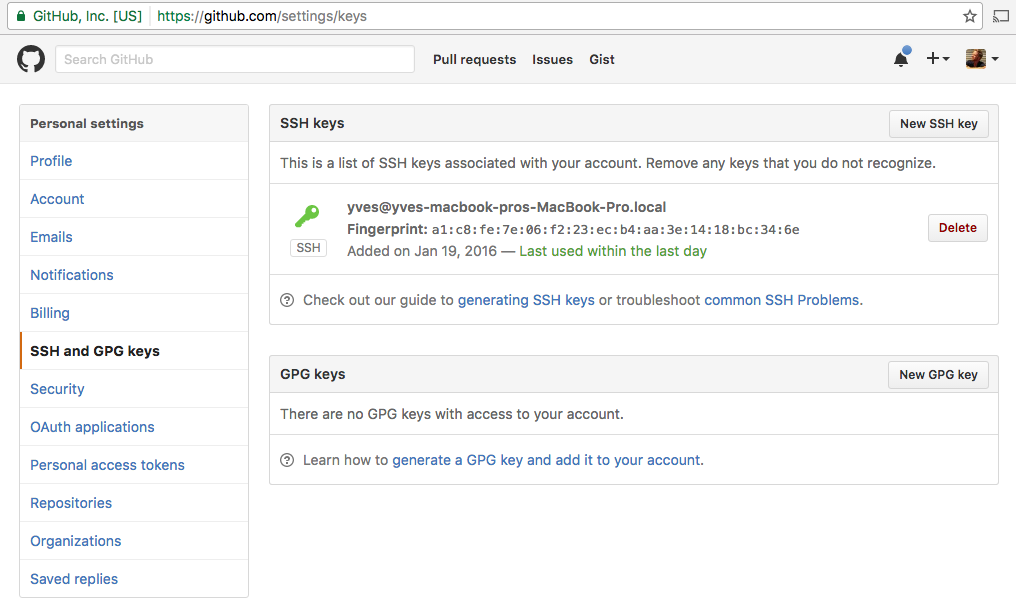 GitHub, Inc. [US] https://github.com/settings/keys
Search GitHub Pull requests Issues Gist
Personal settings
Profile
Account
Emails
Notifications
Billing
SSH and GPG keys
Security
OAuth applications
Personal access tokens
Repositories
Organizations
Saved replies
SSH keys New SSH key
This is a list of SSH keys associated with your account. Remove any keys that you do not recognize.
yves@yves-macbook-pros-MacBook-Pro.local
Fingerprint: a1:c8:fe:7e:06:f2:23:ec:b4:aa:3e:14:18:bc:34:6e
SSH
Added on Jan 19, 2016 — Last used within the last day
Delete
Check out our guide to generating SSH keys or troubleshoot common SSH Problems.
GPG keys New GPG key
There are no GPG keys with access to your account.
Learn how to generate a GPG key and add it to your account.